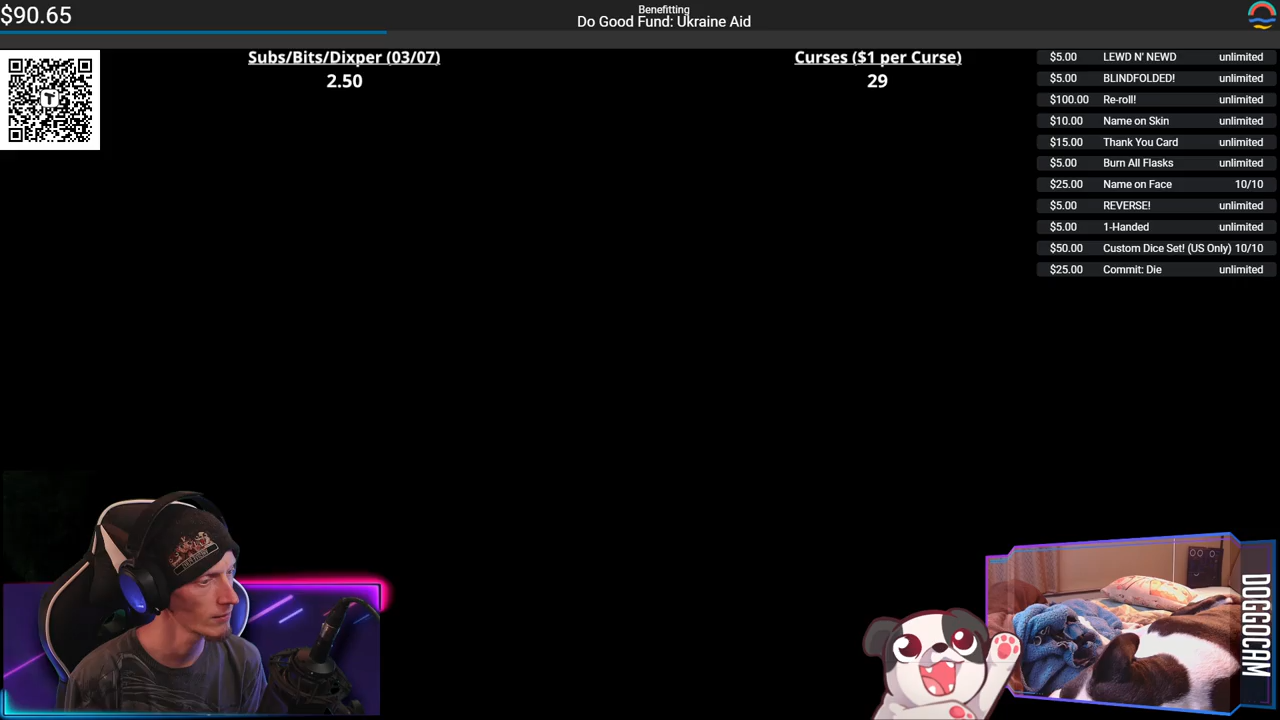 $90.65
Benefitting
Do Good Fund: Ukraine Aid
Subs/Bits/Dixper (03/07)
2.50
Curses ($1 per Curse)
29
$5.00 LEWD N' NEWD unlimited
$5.00 BLINDFOLDED! unlimited
$100.00 Re-roll! unlimited
$10.00 Name on Skin unlimited
$15.00 Thank You Card unlimited
$5.00 Burn All Flasks unlimited
$25.00 Name on Face 10/10
$5.00 REVERSE! unlimited
$5.00 1-Handed unlimited
$50.00 Custom Dice Set! (US Only) 10/10
$25.00 Commit: Die unlimited
DOGGOCAM